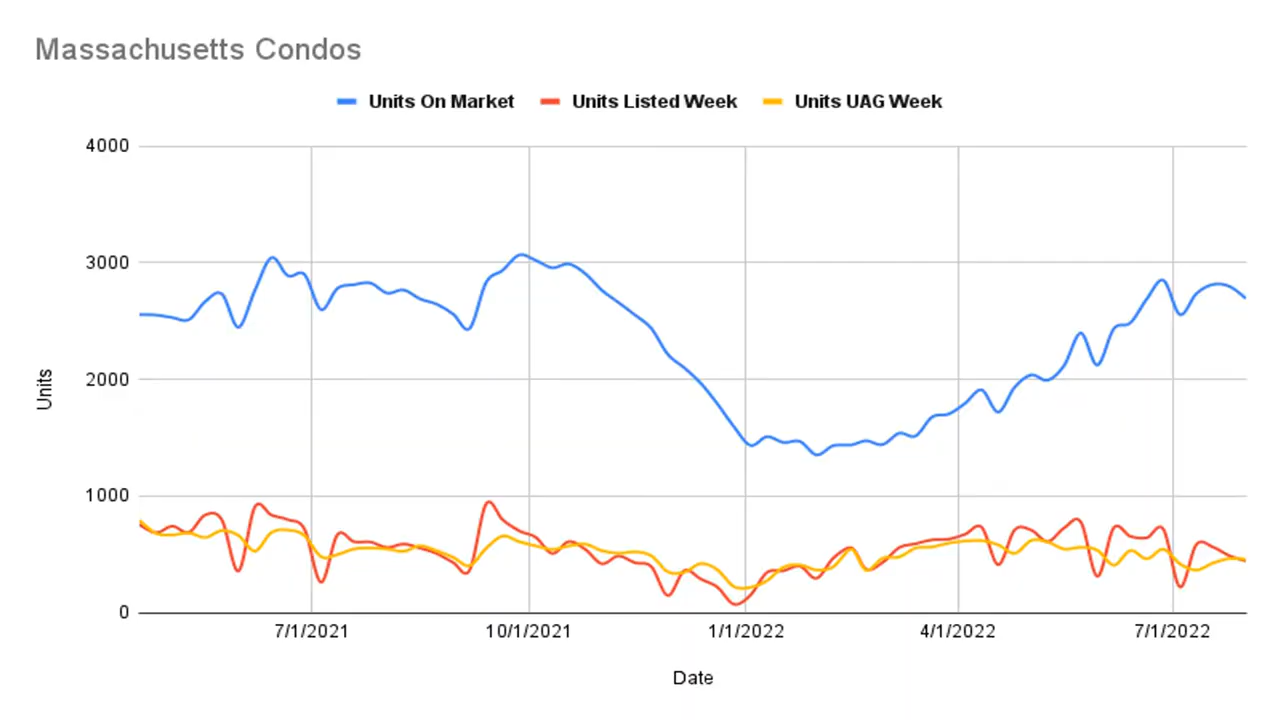 Massachusetts Condos
Units On Market Units Listed Week Units UAG Week
4000
3000
2000
1000
0
Units
7/1/2021 10/1/2021 1/1/2022 4/1/2022 7/1/2022
Date